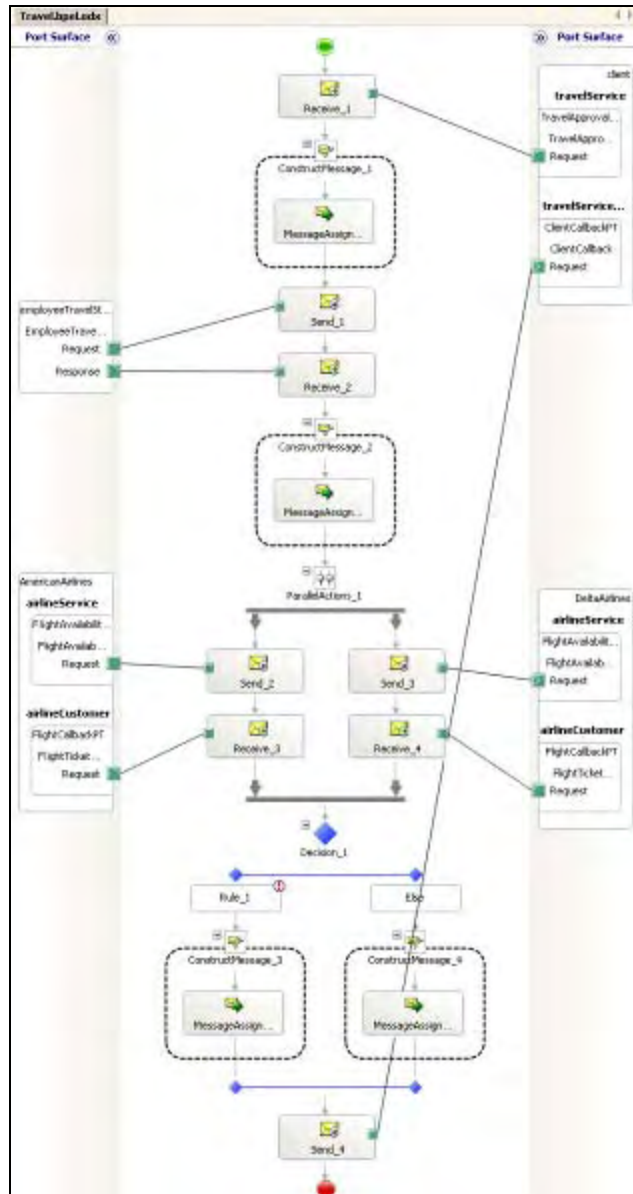 TravelBpel.odx
Port Surface
Port Surface
Receive_1
client
travelService
TravelApproval...
TravelAppro...
Request
ConstructMessage_1
MessageAssign...
travelService...
ClientCallbackPT
ClientCallback
Request
employeeTravelSt...
EmployeeTrave...
Request
Response
Send_1
Receive_2
ConstructMessage_2
MessageAssign...
ParallelActions_1
AmericanAirlines
airlineService
FlightAvailabilit...
FlightAvailab...
Request
airlineCustomer
FlightCallbackPT
FlightTicket...
Request
Send_2
Send_3
Receive_3
Receive_4
DeltaAirlines
airlineService
FlightAvailabilit...
FlightAvailab...
Request
airlineCustomer
FlightCallbackPT
FlightTicket...
Request
Decision_1
Rule_1
Else
ConstructMessage_3
ConstructMessage_4
MessageAssign...
MessageAssign...
Send_4